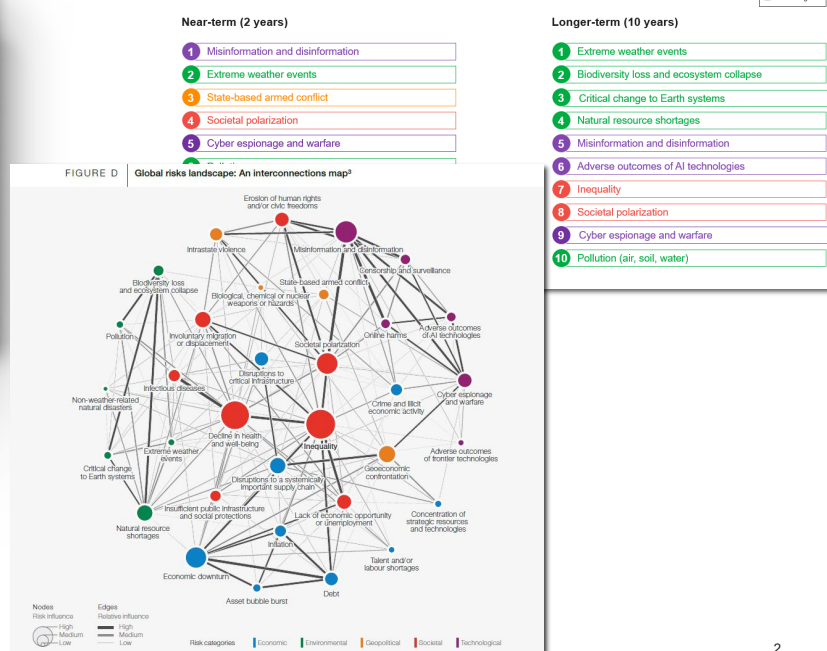 Near-term (2 years)
1 Misinformation and disinformation
2 Extreme weather events
3 State-based armed conflict
4 Societal polarization
5 Cyber espionage and warfare
Longer-term (10 years)
1 Extreme weather events
2 Biodiversity loss and ecosystem collapse
3 Critical change to Earth systems
4 Natural resource shortages
5 Misinformation and disinformation
6 Adverse outcomes of AI technologies
7 Inequality
8 Societal polarization
9 Cyber espionage and warfare
10 Pollution (air, soil, water)
FIGURE D
Global risks landscape: An interconnections map³
Erosion of human rights
and/or civic freedoms
Intrastate violence
Misinformation and disinformation
Censorship and surveillance
Biodiversity loss
and ecosystem collapse
State-based armed conflict
Biological, chemical or nuclear
weapons or hazards
Pollution
Involuntary migration
or displacement
Societal polarization
Online harms
Adverse outcomes
of AI technologies
Disruptions to
critical infrastructure
Infectious diseases
Non-weather-related
natural disasters
Crime and illicit
economic activity
Cyber espionage
and warfare
Decline in health
and well-being
Inequality
Extreme weather
events
Critical change
to Earth systems
Geoeconomic
confrontation
Adverse outcomes
of frontier technologies
Disruptions to a systemically
important supply chain
Insufficient public infrastructure
and social protections
Lack of economic opportunity
or unemployment
Concentration of
strategic resources
and technologies
Natural resource
shortages
Inflation
Talent and/or
labour shortages
Economic downturn
Debt
Asset bubble burst
Nodes
Risk influence
High
Medium
Low
Edges
Relative influence
High
Medium
Low
Risk categories
Economic
Environmental
Geopolitical
Societal
Technological
2